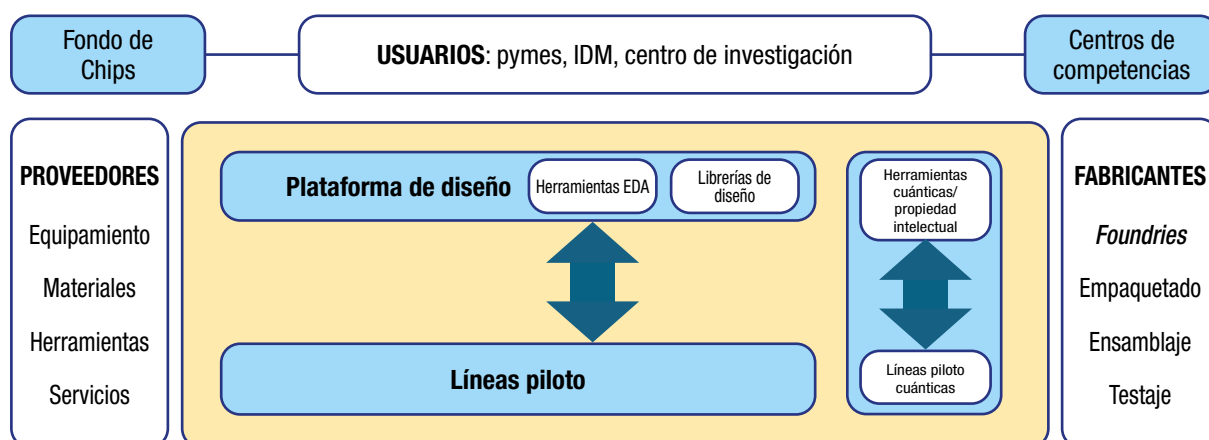 Fondo de
Chips
USUARIOS: pymes, IDM, centro de investigación
Centros de
competencias
PROVEEDORES
Equipamiento
Materiales
Herramientas
Servicios
Plataforma de diseño
Herramientas EDA
Librerías de
diseño
Líneas piloto
Herramientas
cuánticas/
propiedad
intelectual
Líneas piloto
cuánticas
FABRICANTES
Foundries
Empaquetado
Ensamblaje
Testaje